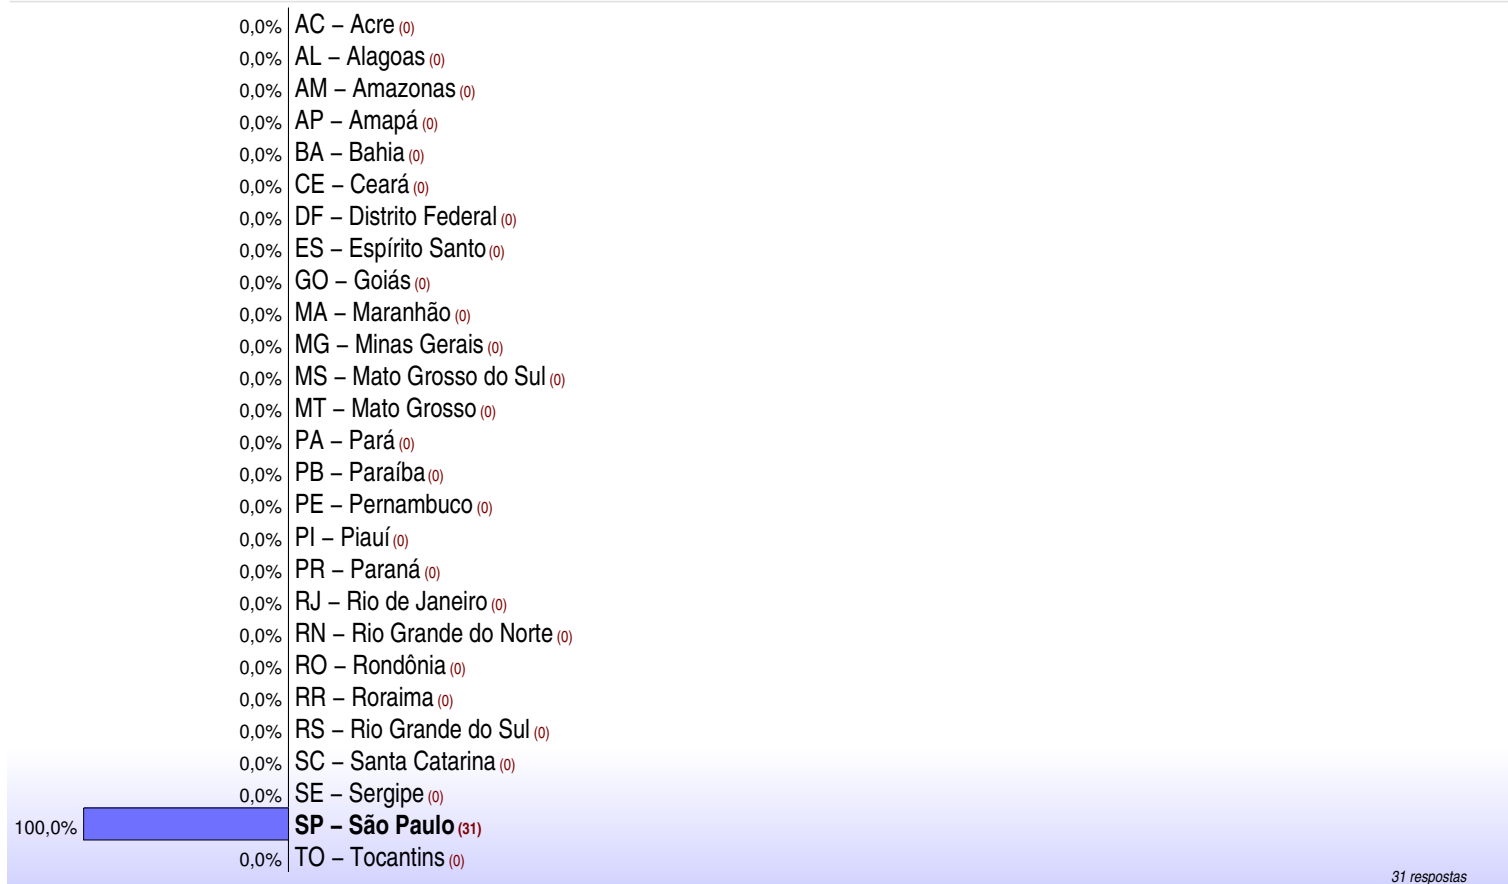 0,0% AC – Acre (0)
0,0% AL – Alagoas (0)
0,0% AM – Amazonas (0)
0,0% AP – Amapá (0)
0,0% BA – Bahia (0)
0,0% CE – Ceará (0)
0,0% DF – Distrito Federal (0)
0,0% ES – Espírito Santo (0)
0,0% GO – Goiás (0)
0,0% MA – Maranhão (0)
0,0% MG – Minas Gerais (0)
0,0% MS – Mato Grosso do Sul (0)
0,0% MT – Mato Grosso (0)
0,0% PA – Pará (0)
0,0% PB – Paraíba (0)
0,0% PE – Pernambuco (0)
0,0% PI – Piauí (0)
0,0% PR – Paraná (0)
0,0% RJ – Rio de Janeiro (0)
0,0% RN – Rio Grande do Norte (0)
0,0% RO – Rondônia (0)
0,0% RR – Roraima (0)
0,0% RS – Rio Grande do Sul (0)
0,0% SC – Santa Catarina (0)
0,0% SE – Sergipe (0)
100,0% SP – São Paulo (31)
0,0% TO – Tocantins (0)
31 respostas